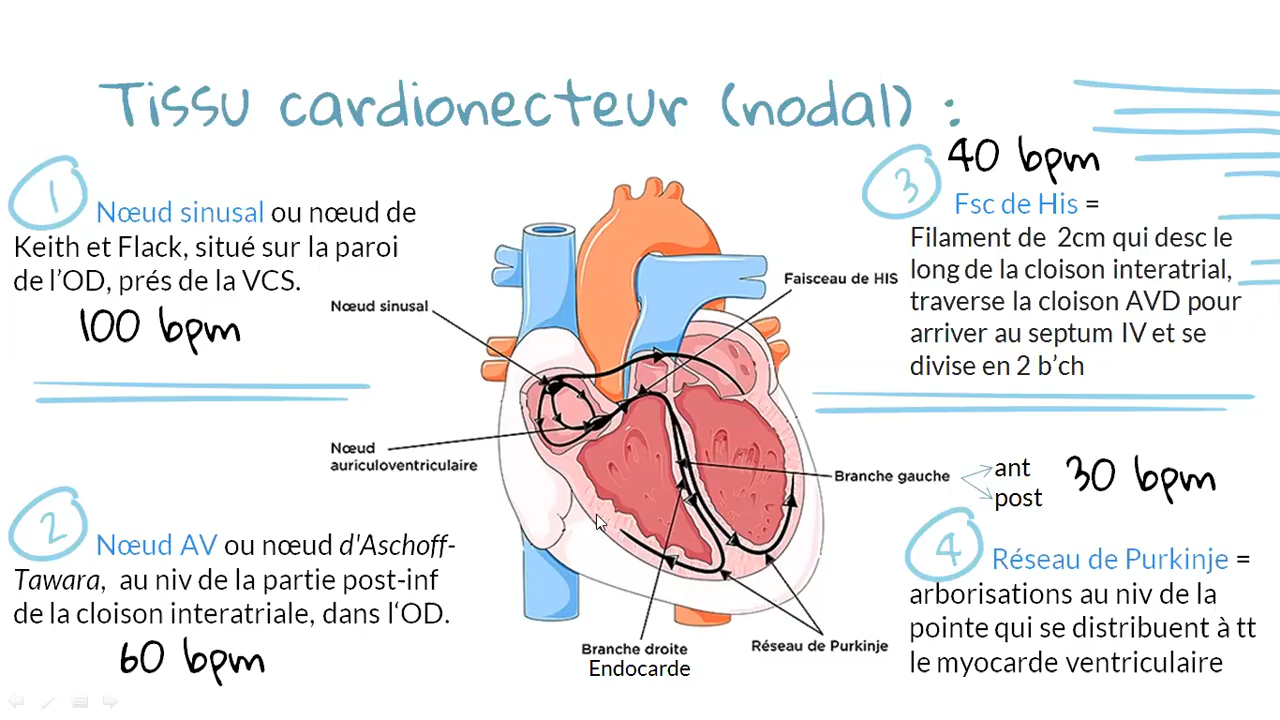 Tissu cardionecteur (nodal) :
1
Nœud sinusal ou nœud de
Keith et Flack, situé sur la paroi
de l'OD, prés de la VCS.
100 bpm
2
Nœud AV ou nœud d'Aschoff-
Tawara, au niv de la partie post-inf
de la cloison interatriale, dans l‘OD.
60 bpm
Nœud sinusal
Nœud
auriculoventriculaire
Faisceau de HIS
Branche gauche
ant
post
Branche droite
Endocarde
Réseau de Purkinje
3
40 bpm
Fsc de His =
Filament de 2cm qui desc le
long de la cloison interatrial,
traverse la cloison AVD pour
arriver au septum IV et se
divise en 2 b'ch
30 bpm
4
Réseau de Purkinje =
arborisations au niv de la
pointe qui se distribuent à tt
le myocarde ventriculaire